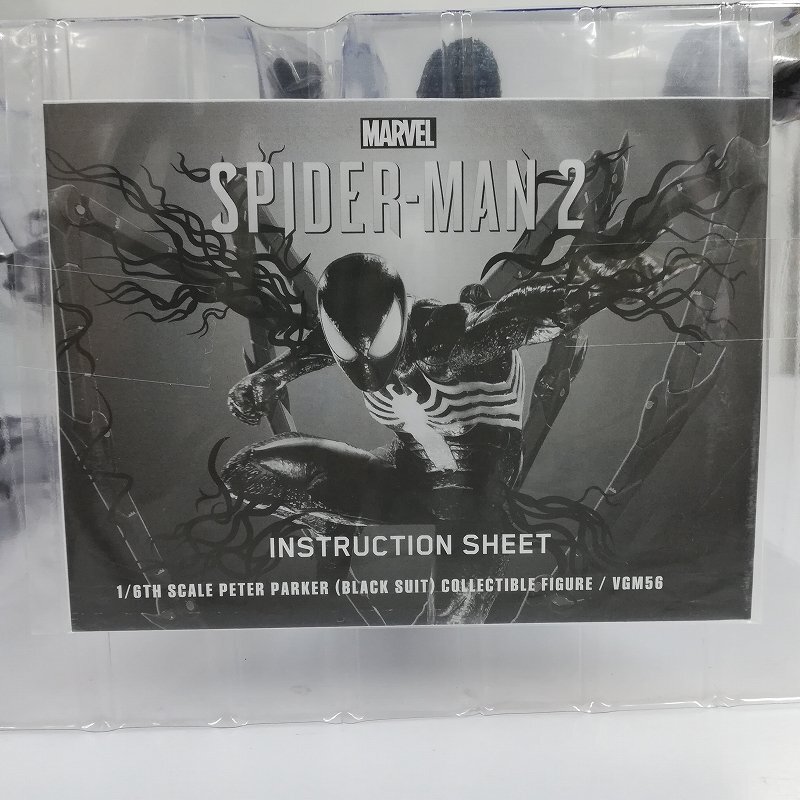 MARVEL
SPIDER-MAN 2
INSTRUCTION SHEET
1/6TH SCALE PETER PARKER (BLACK SUIT) COLLECTIBLE FIGURE / VGM56